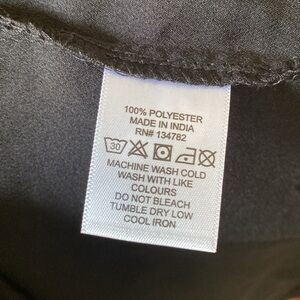 100% POLYESTER
MADE IN INDIA
RN# 134782
30
MACHINE WASH COLD
WASH WITH LIKE
COLOURS
DO NOT BLEACH
TUMBLE DRY LOW
COOL IRON